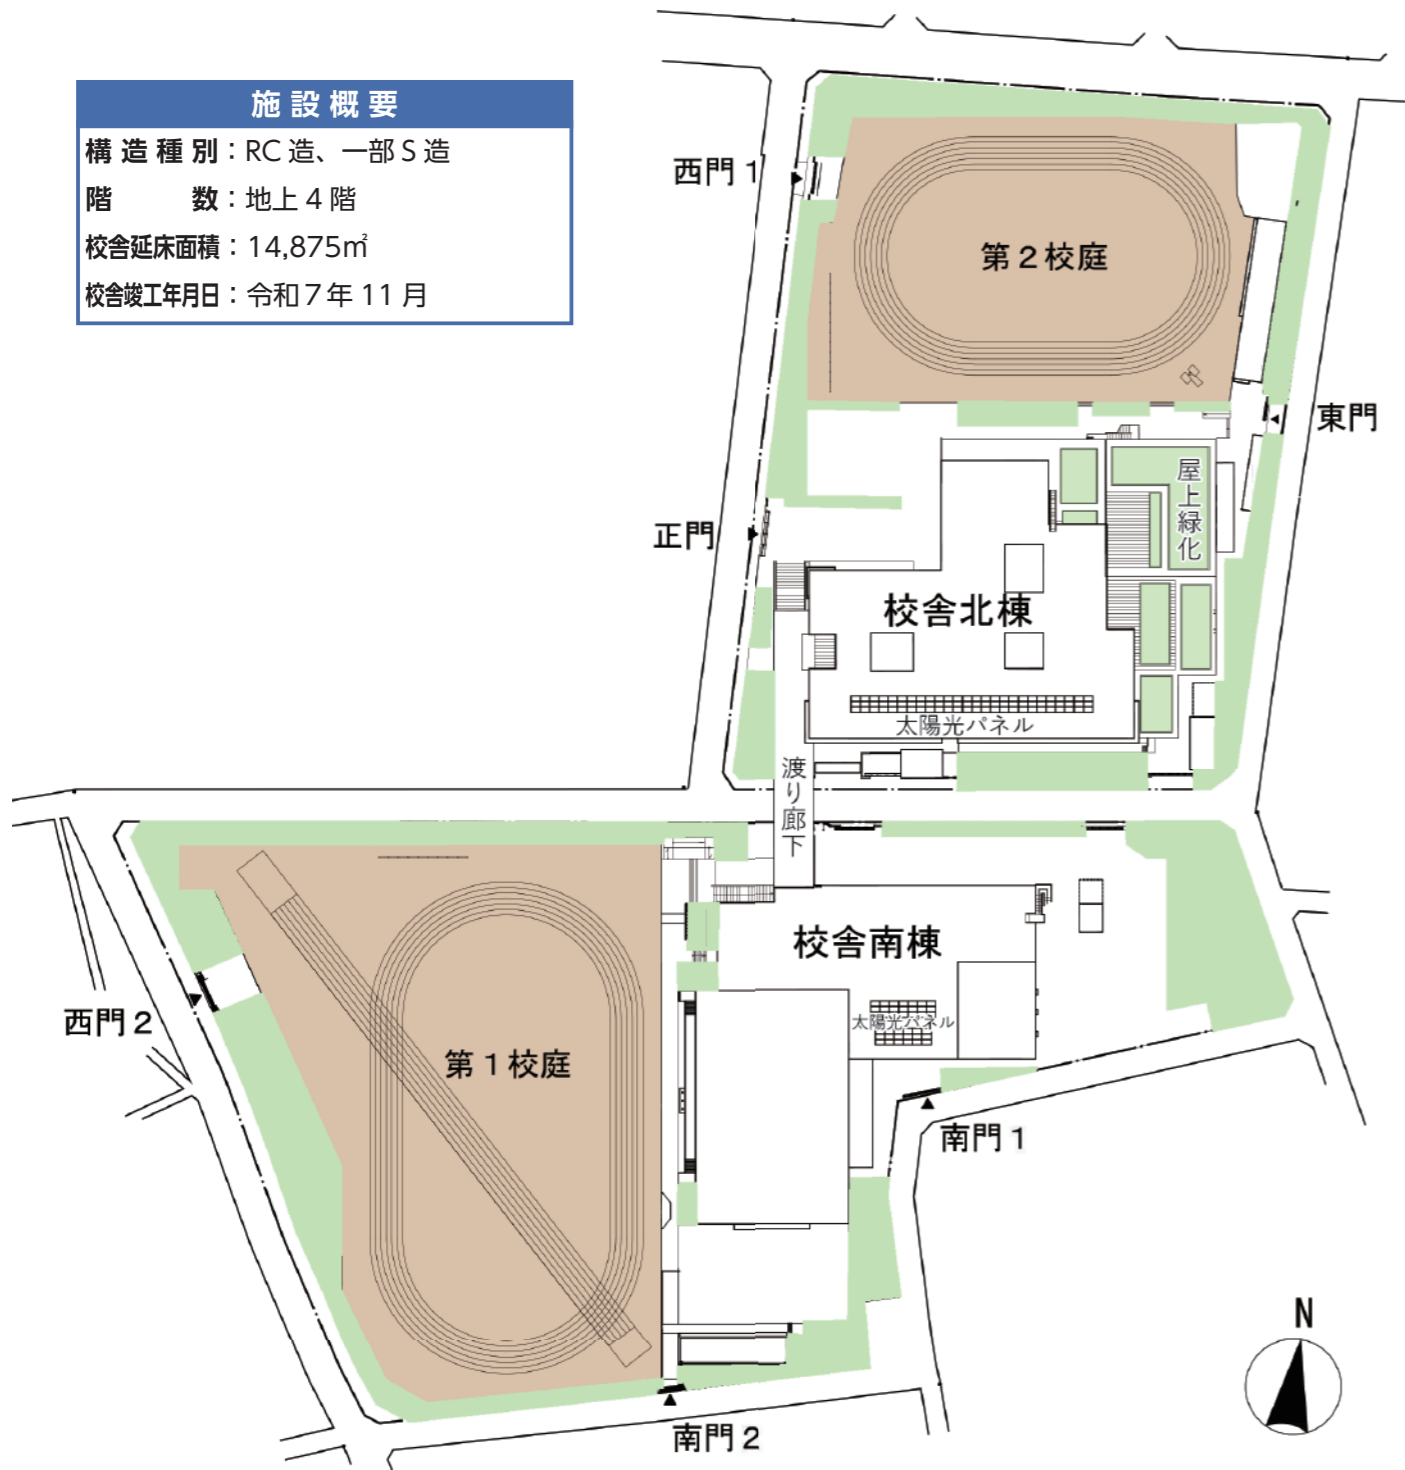 施設概要
構造種別：RC造、一部S造
階数：地上4階
校舎延床面積：14,875㎡
校舎竣工年月日：令和7年11月
西門1
第2校庭
東門
屋上緑化
正門
校舎北棟
太陽光パネル
渡り廊下
校舎南棟
太陽光パネル
西門2
第1校庭
南門1
N
南門2